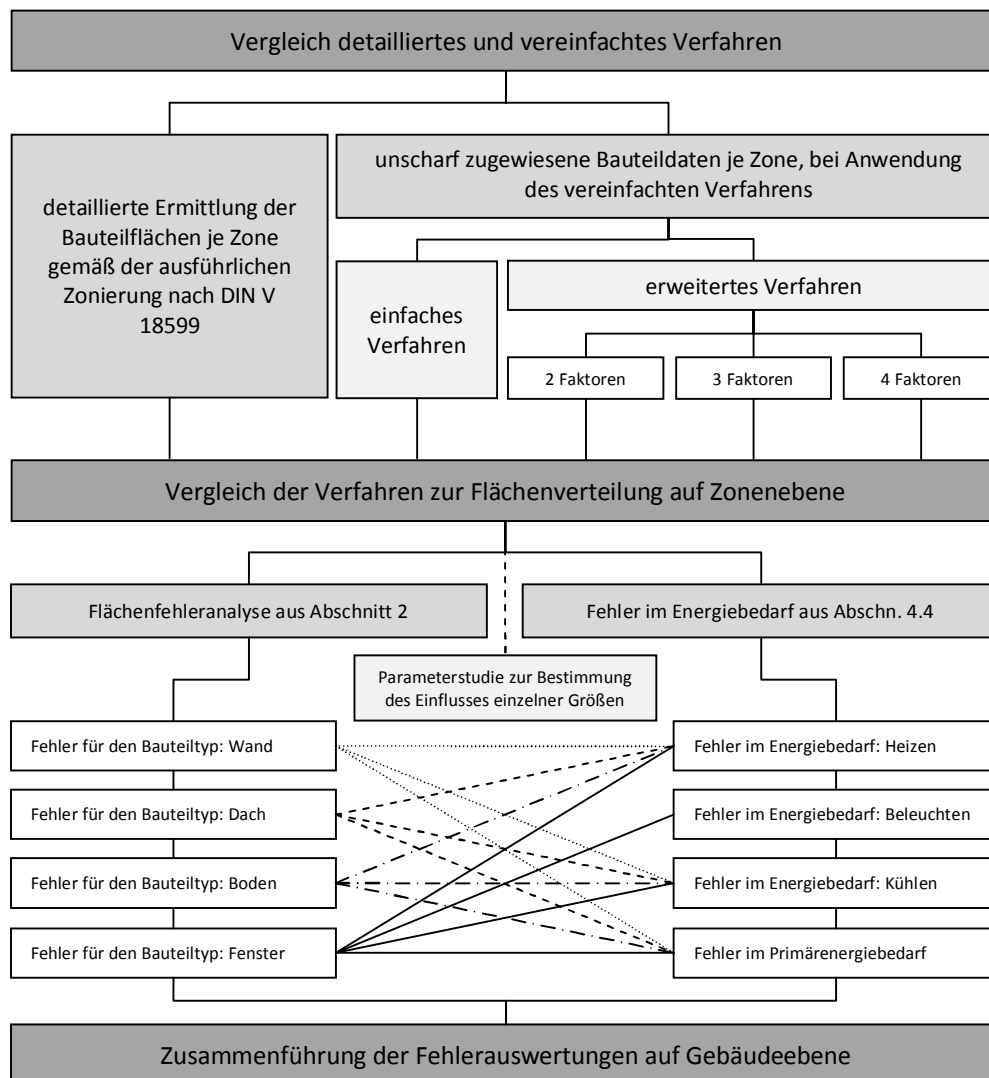 Vergleich detailliertes und vereinfachtes Verfahren
unscharf zugewiesene Bauteildaten je Zone, bei Anwendung
des vereinfachten Verfahrens
detaillierte Ermittlung der
Bauteilflächen je Zone
gemäß der ausführlichen
Zonierung nach DIN V
18599
einfaches
Verfahren
erweitertes Verfahren
2 Faktoren
3 Faktoren
4 Faktoren
Vergleich der Verfahren zur Flächenverteilung auf Zonenebene
Flächenfehleranalyse aus Abschnitt 2
Fehler im Energiebedarf aus Abschn. 4.4
Parameterstudie zur Bestimmung
des Einflusses einzelner Größen
Fehler für den Bauteiltyp: Wand
Fehler im Energiebedarf: Heizen
Fehler für den Bauteiltyp: Dach
Fehler im Energiebedarf: Beleuchten
Fehler für den Bauteiltyp: Boden
Fehler im Energiebedarf: Kühlen
Fehler für den Bauteiltyp: Fenster
Fehler im Primärenergiebedarf
Zusammenführung der Fehlerauswertungen auf Gebäudeebene